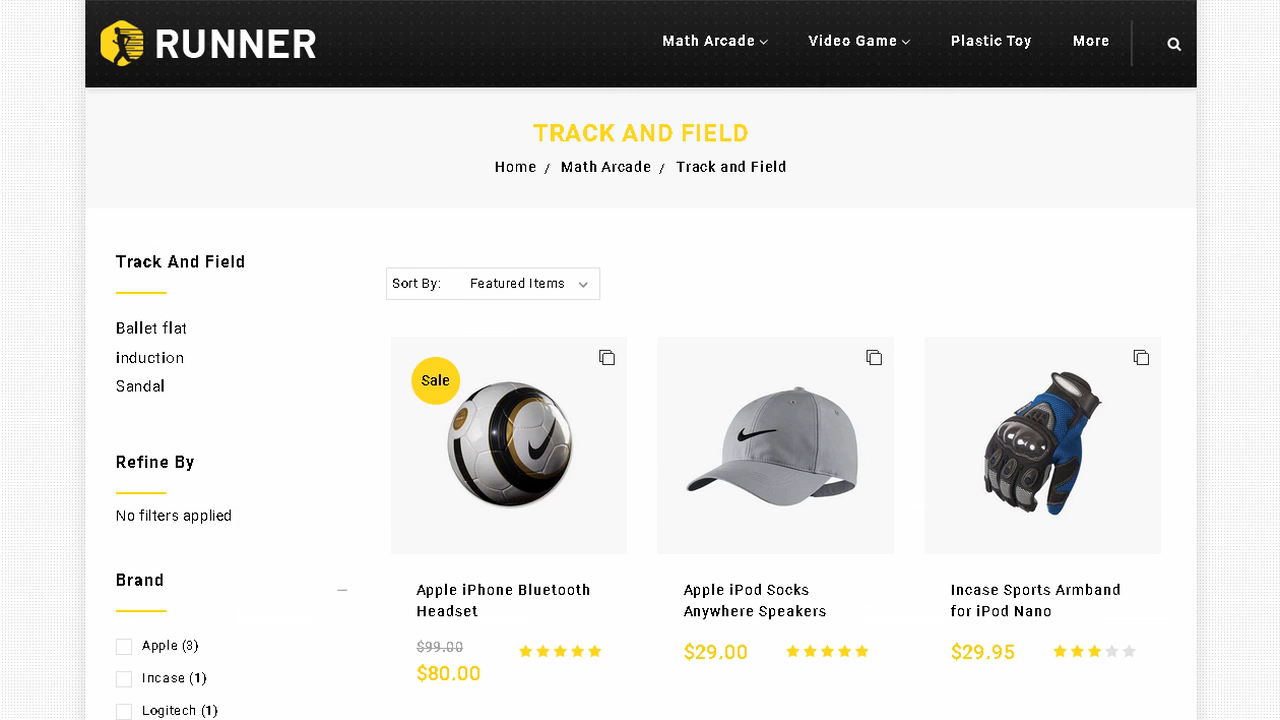 RUNNER
Math Arcade
Video Game
Plastic Toy
More
TRACK AND FIELD
Home / Math Arcade / Track and Field
Track And Field
Ballet flat
induction
Sandal
Refine By
No filters applied
Brand
Apple (3)
Incase (1)
Logitech (1)
Sort By: Featured Items
Sale
Apple iPhone Bluetooth
Headset
$99.00
$80.00
Apple iPod Socks
Anywhere Speakers
$29.00
Incase Sports Armband
for iPod Nano
$29.95